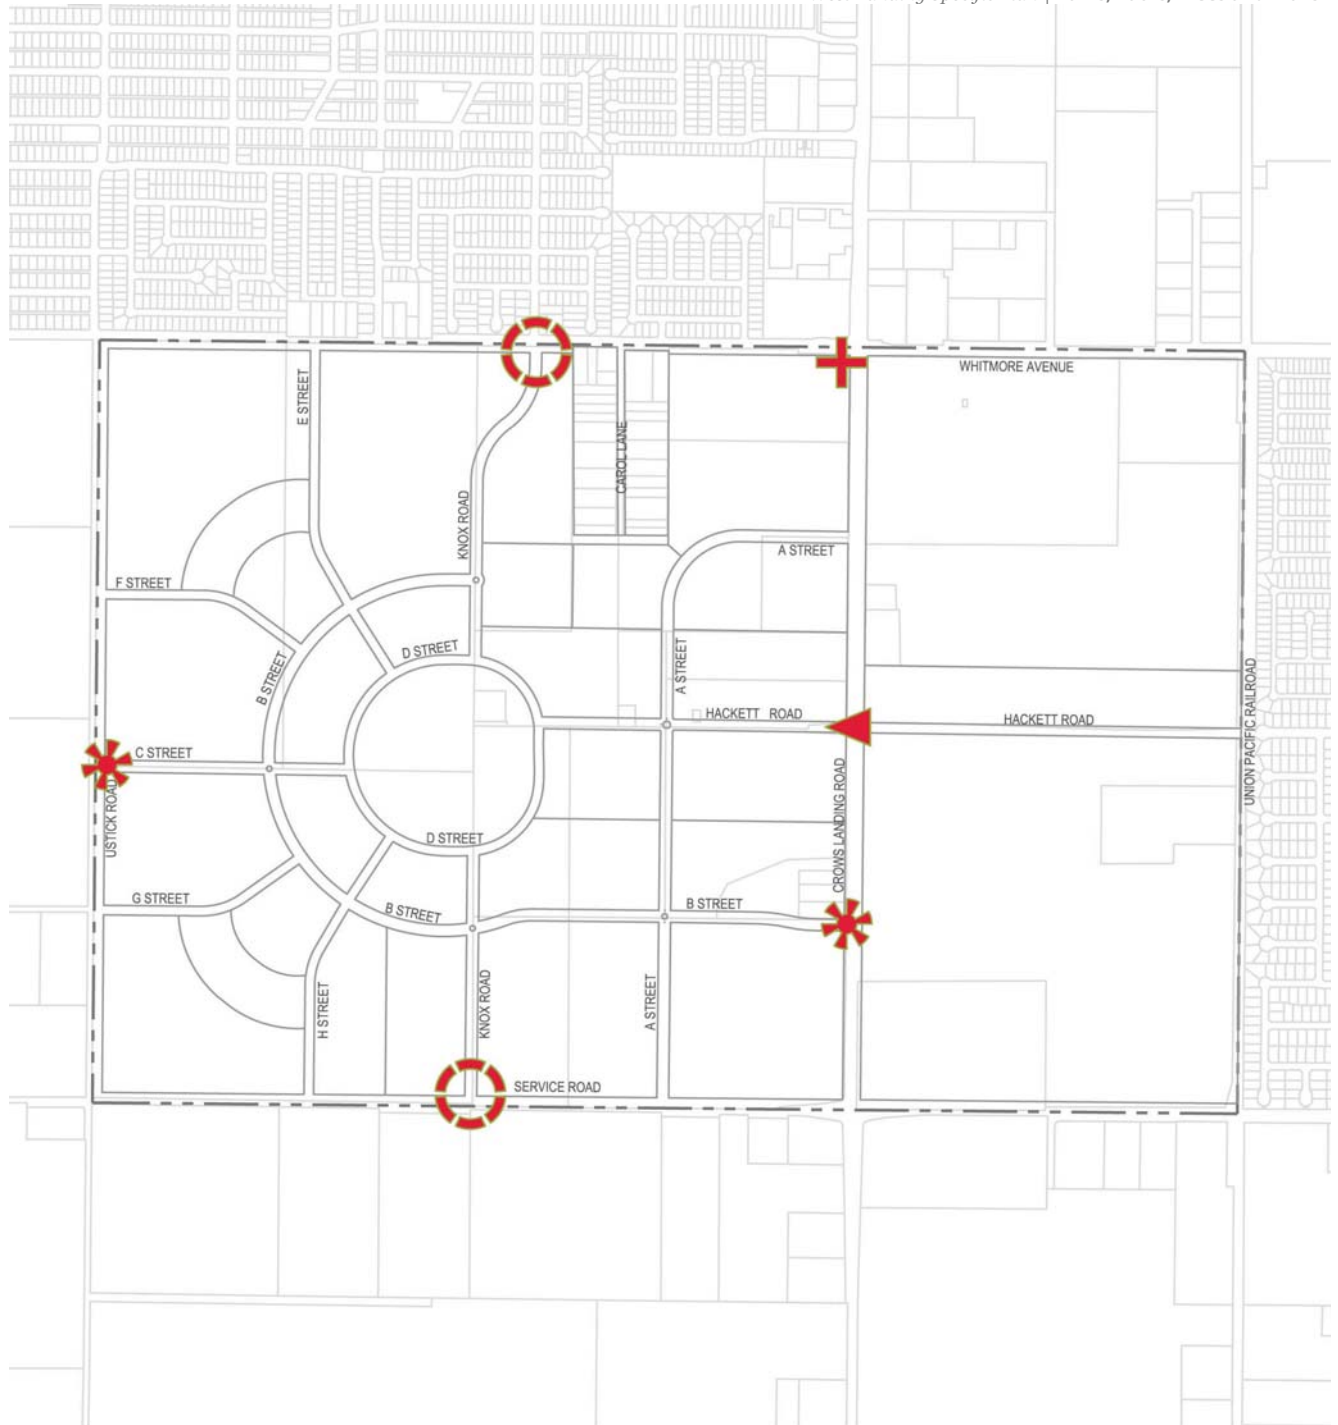 WHITMORE AVENUE
E STREET
CAROL LANE
KNOX ROAD
A STREET
F STREET
D STREET
A STREET
B STREET
HACKETT ROAD
HACKETT ROAD
UNION PACIFIC RAILROAD
C STREET
USTICK ROAD
CROWS LANDING ROAD
D STREET
G STREET
B STREET
B STREET
H STREET
KNOX ROAD
A STREET
SERVICE ROAD